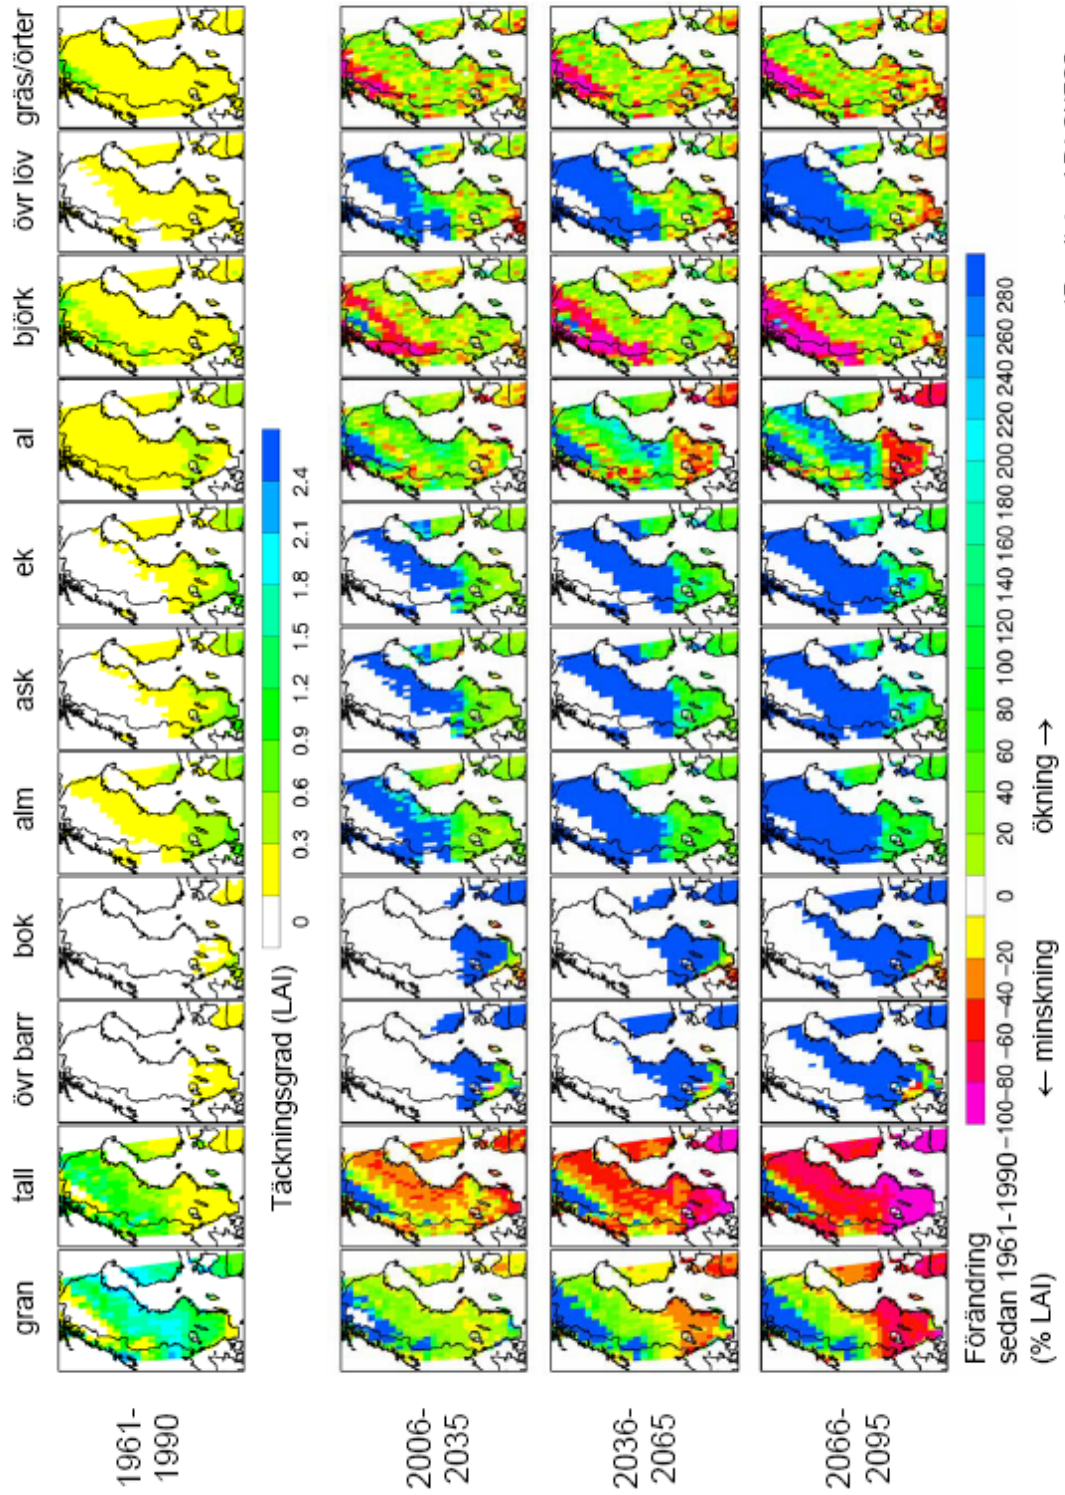 gran tall övr barr bok alm ask ek al björk övr löv gräs/örter
1961-
1990
0 0.3 0.6 0.9 1.2 1.5 1.8 2.1 2.4
Täckningsgrad (LAI)
2006-
2035
2036-
2065
2066-
2095
Förändring
sedan 1961-1990
(% LAI)
−100−80 −60 −40 −20 0 20 40 60 80 100 120 140 160 180 200 220 240 260 280
← minskning ökning →